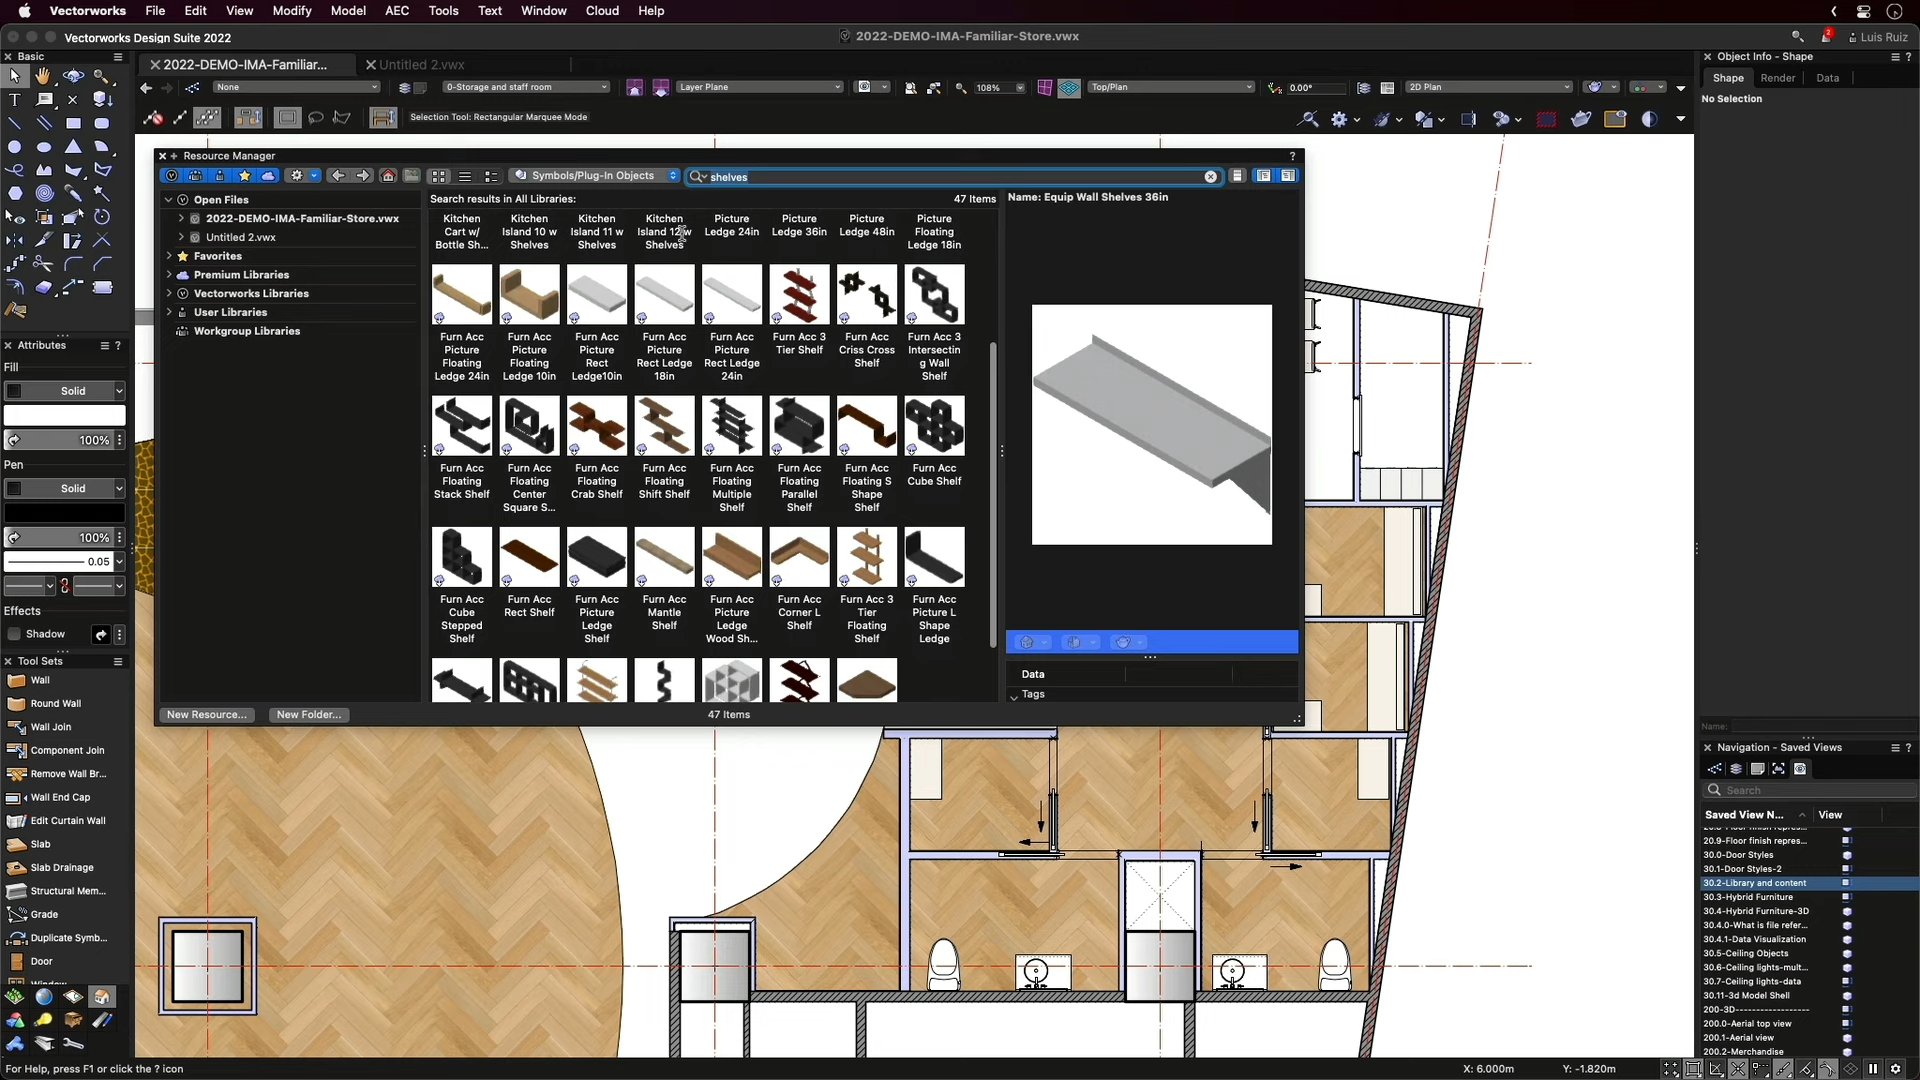 Vectorworks File Edit View Modify Model AEC Tools Text Window Cloud Help
Vectorworks Design Suite 2022
2022-DEMO-IMA-Familiar-Store.vwx
2
Luis Ruiz
Basic
2022-DEMO-IMA-Familiar...
Untitled 2.vwx
Object Info - Shape
Shape Render Data
No Selection
None
0-Storage and staff room
Layer Plane
108%
Top/Plan
0.00°
2D Plan
Selection Tool: Rectangular Marquee Mode
Resource Manager
Symbols/Plug-In Objects
shelves
Open Files
2022-DEMO-IMA-Familiar-Store.vwx
Untitled 2.vwx
Favorites
Premium Libraries
Vectorworks Libraries
User Libraries
Workgroup Libraries
Search results in All Libraries:
47 Items
Kitchen Cart w/ Bottle Sh...
Kitchen Island 10 w Shelves
Kitchen Island 11 w Shelves
Kitchen Island 12 w Shelves
Picture Ledge 24in
Picture Ledge 36in
Picture Ledge 48in
Picture Floating Ledge 18in
Furn Acc Picture Floating Ledge 24in
Furn Acc Picture Floating Ledge 10in
Furn Acc Picture Rect Ledge10in
Furn Acc Picture Rect Ledge 18in
Furn Acc Picture Rect Ledge 24in
Furn Acc 3 Tier Shelf
Furn Acc Criss Cross Shelf
Furn Acc 3 Intersectin g Wall Shelf
Furn Acc Floating Stack Shelf
Furn Acc Floating Center Square S...
Furn Acc Floating Crab Shelf
Furn Acc Floating Shift Shelf
Furn Acc Floating Multiple Shelf
Furn Acc Floating Parallel Shelf
Furn Acc Floating S Shape Shelf
Furn Acc Cube Shelf
Furn Acc Cube Stepped Shelf
Furn Acc Rect Shelf
Furn Acc Picture Ledge Shelf
Furn Acc Mantle Shelf
Furn Acc Picture Ledge Wood Sh...
Furn Acc Corner L Shelf
Furn Acc 3 Tier Floating Shelf
Furn Acc Picture L Shape Ledge
Name: Equip Wall Shelves 36in
Data
Tags
New Resource...
New Folder...
47 Items
Attributes
Fill
Solid
100%
Pen
Solid
100%
0.05
Effects
Shadow
Tool Sets
Wall
Round Wall
Wall Join
Component Join
Remove Wall Br...
Wall End Cap
Edit Curtain Wall
Slab
Slab Drainage
Structural Mem...
Grade
Duplicate Symb...
Door
Name:
Navigation - Saved Views
Search
Saved View N... View
20.9-Floor finish repres...
30.0-Door Styles
30.1-Door Styles-2
30.2-Library and content
30.3-Hybrid Furniture
30.4-Hybrid Furniture-3D
30.4.0-What is file refer...
30.4.1-Data Visualization
30.5-Ceiling Objects
30.6-Ceiling lights-mult...
30.7-Ceiling lights-data
30.11-3d Model Shell
200-3D------------------
200.0-Aerial top view
200.1-Aerial view
200.2-Merchandise
For Help, press F1 or click the ? icon
X: 6.000m
Y: -1.820m